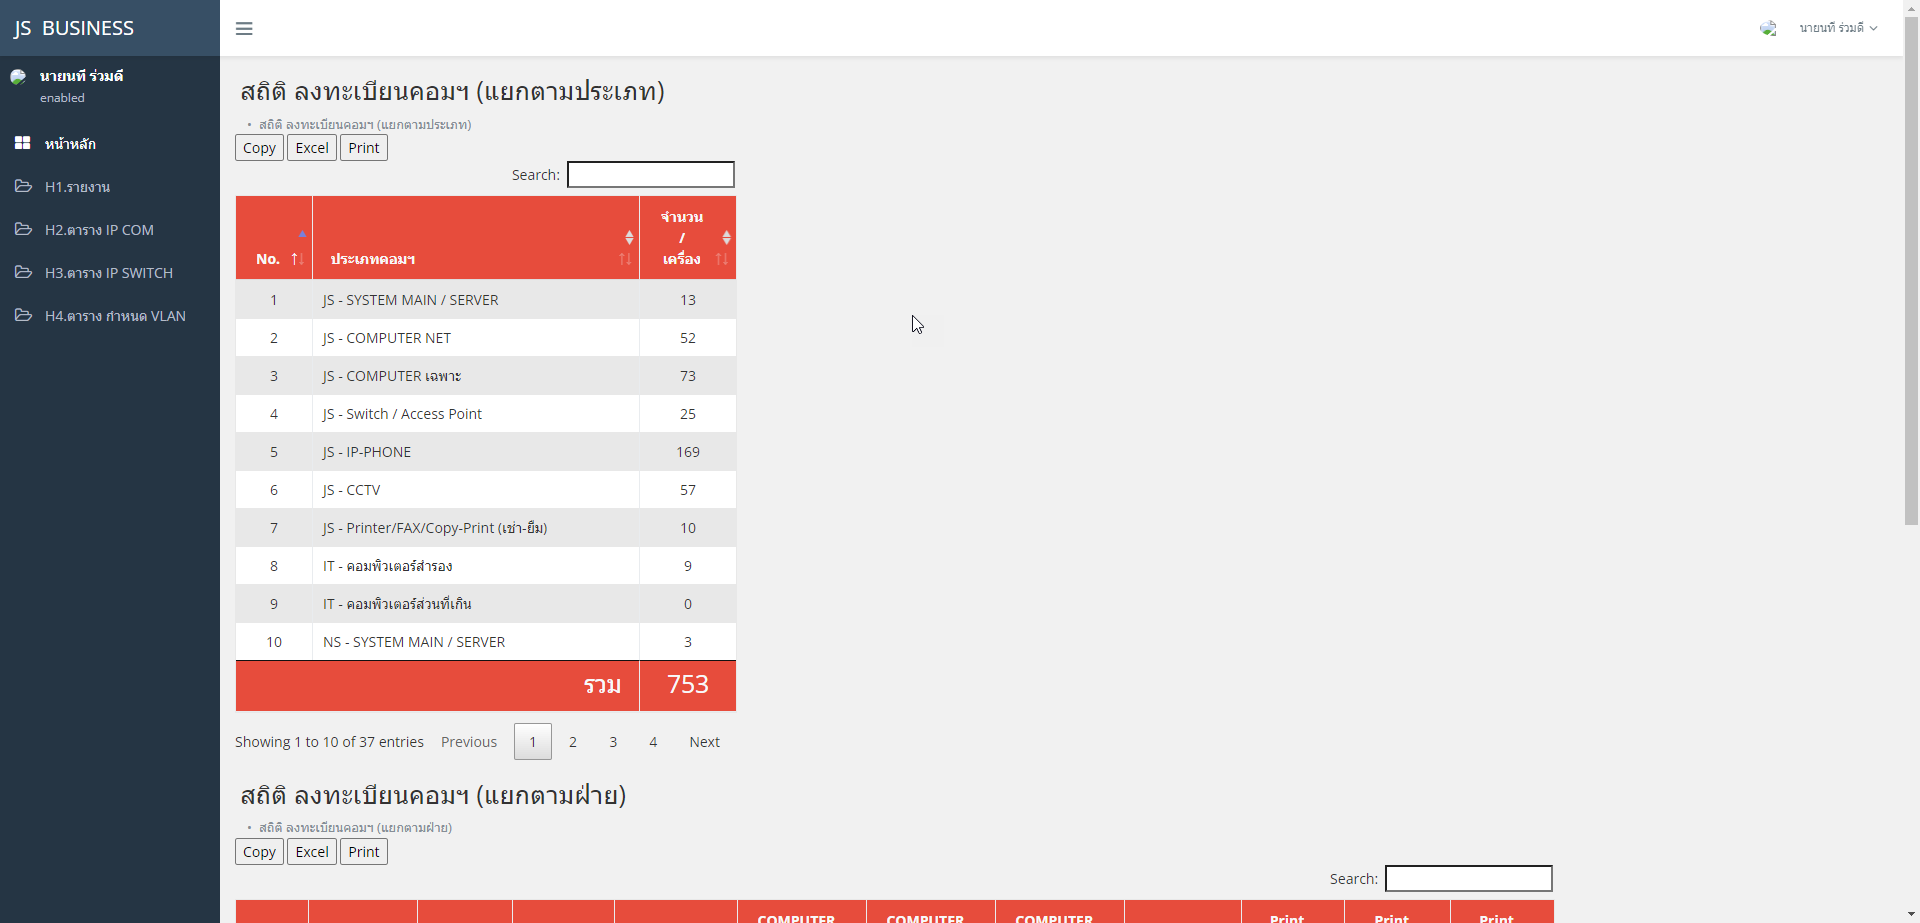 JS BUSINESS
นายนที ร่วมดี
นายนที ร่วมดี
enabled
หน้าหลัก
H1.รายงาน
H2.ตาราง IP COM
H3.ตาราง IP SWITCH
H4.ตาราง กำหนด VLAN
สถิติ ลงทะเบียนคอมฯ (แยกตามประเภท)
• สถิติ ลงทะเบียนคอมฯ (แยกตามประเภท)
Copy Excel Print
Search:
No. ประเภทคอมฯ จำนวน / เครื่อง
1 JS - SYSTEM MAIN / SERVER 13
2 JS - COMPUTER NET 52
3 JS - COMPUTER เฉพาะ 73
4 JS - Switch / Access Point 25
5 JS - IP-PHONE 169
6 JS - CCTV 57
7 JS - Printer/FAX/Copy-Print (เช่า-ยืม) 10
8 IT - คอมพิวเตอร์สำรอง 9
9 IT - คอมพิวเตอร์ส่วนที่เกิน 0
10 NS - SYSTEM MAIN / SERVER 3
รวม 753
Showing 1 to 10 of 37 entries Previous 1 2 3 4 Next
สถิติ ลงทะเบียนคอมฯ (แยกตามฝ่าย)
• สถิติ ลงทะเบียนคอมฯ (แยกตามฝ่าย)
Copy Excel Print
Search:
COMPUTER COMPUTER COMPUTER Print Print Print